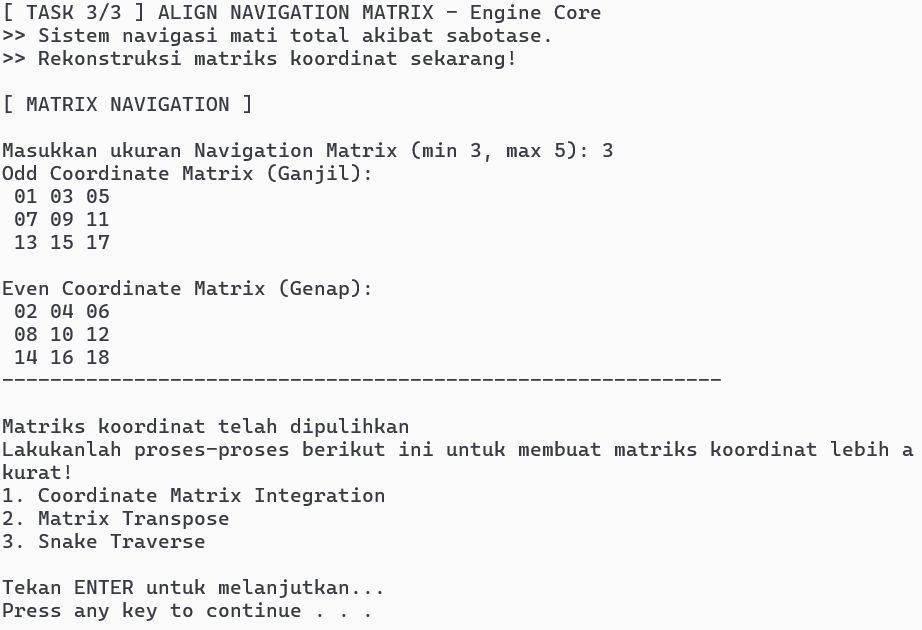 [ TASK 3/3 ] ALIGN NAVIGATION MATRIX - Engine Core
>> Sistem navigasi mati total akibat sabotase.
>> Rekonstruksi matriks koordinat sekarang!
[ MATRIX NAVIGATION ]
Masukkan ukuran Navigation Matrix (min 3, max 5): 3
Odd Coordinate Matrix (Ganjil):
01 03 05
07 09 11
13 15 17
Even Coordinate Matrix (Genap):
02 04 06
08 10 12
14 16 18
------------------------------------------------------------
Matriks koordinat telah dipulihkan
Lakukanlah proses-proses berikut ini untuk membuat matriks koordinat lebih a
kurat!
1. Coordinate Matrix Integration
2. Matrix Transpose
3. Snake Traverse
Tekan ENTER untuk melanjutkan...
Press any key to continue . . .